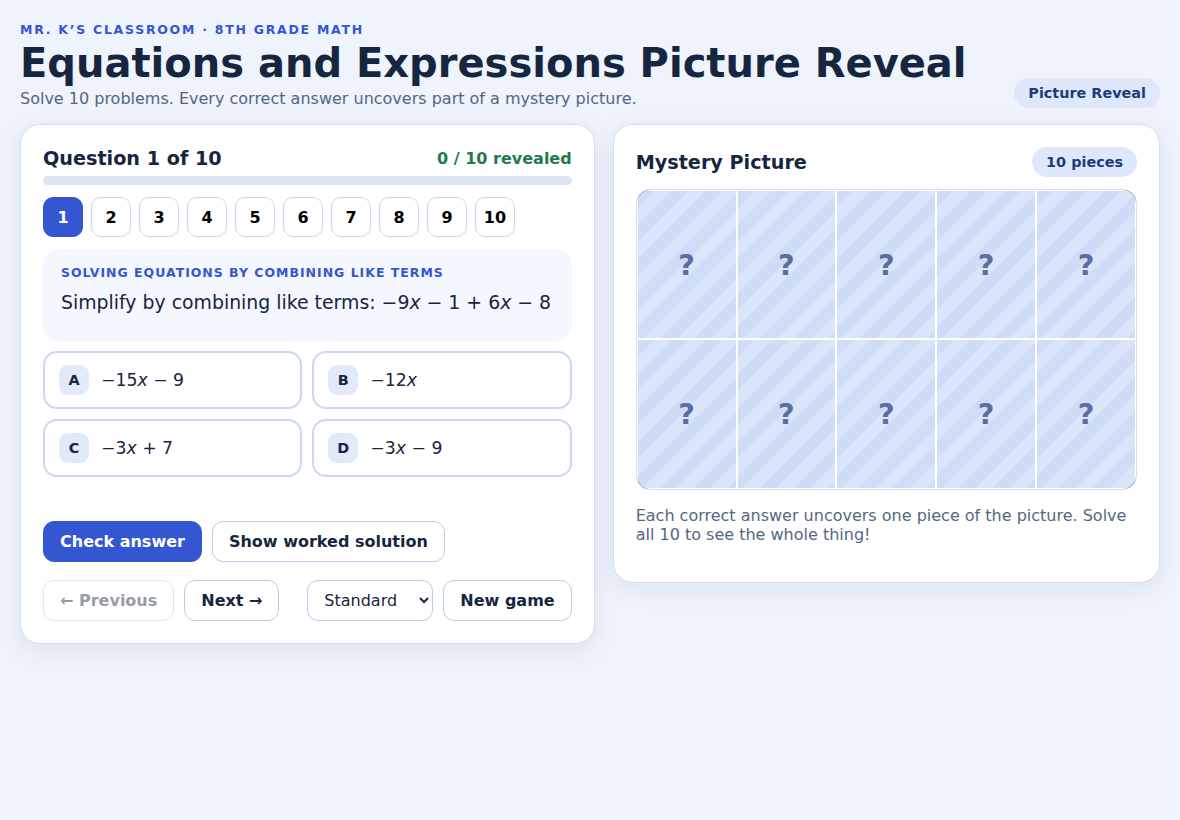 MR. K’S CLASSROOM · 8TH GRADE MATH
Equations and Expressions Picture Reveal
Solve 10 problems. Every correct answer uncovers part of a mystery picture.
Picture Reveal
Question 1 of 10
0 / 10 revealed
1 2 3 4 5 6 7 8 9 10
SOLVING EQUATIONS BY COMBINING LIKE TERMS
Simplify by combining like terms: −9x − 1 + 6x − 8
A −15x − 9
B −12x
C −3x + 7
D −3x − 9
Check answer
Show worked solution
← Previous
Next →
Standard
New game
Mystery Picture
10 pieces
? ? ? ? ?
? ? ? ? ?
Each correct answer uncovers one piece of the picture. Solve
all 10 to see the whole thing!